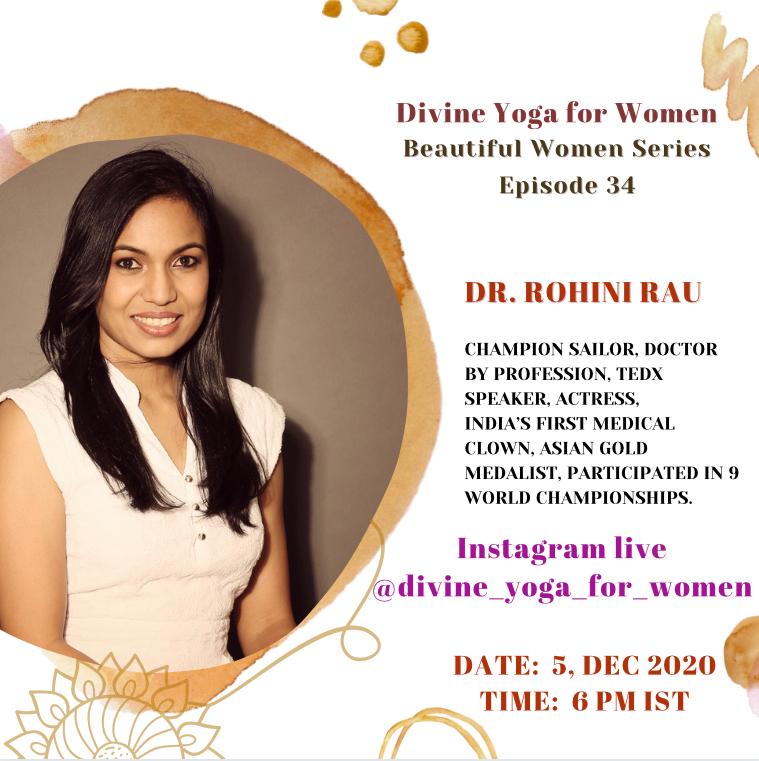 Divine Yoga for Women
Beautiful Women Series
Episode 34
DR. ROHINI RAU
CHAMPION SAILOR, DOCTOR
BY PROFESSION, TEDX
SPEAKER, ACTRESS,
INDIA'S FIRST MEDICAL
CLOWN, ASIAN GOLD
MEDALIST, PARTICIPATED IN 9
WORLD CHAMPIONSHIPS.
Instagram live
@divine_yoga_for_women
DATE: 5, DEC 2020
TIME: 6 PM IST